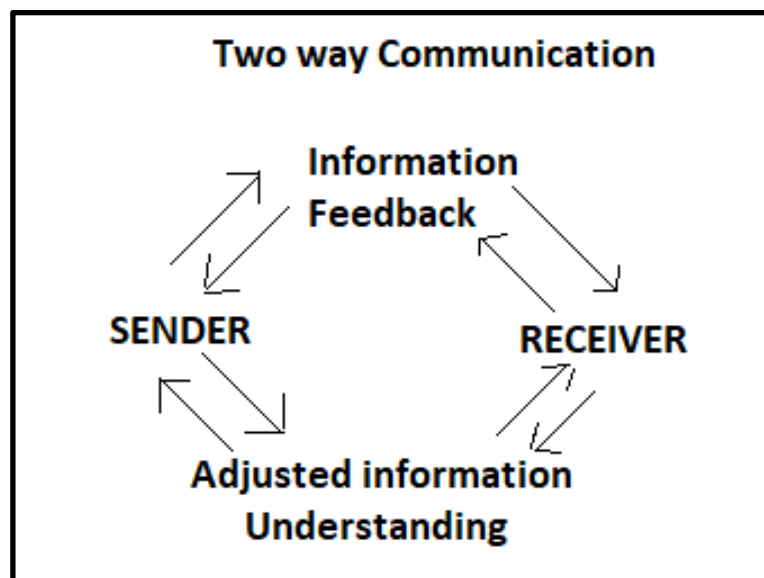 Two way Communication
Information
Feedback
SENDER
RECEIVER
Adjusted information
Understanding